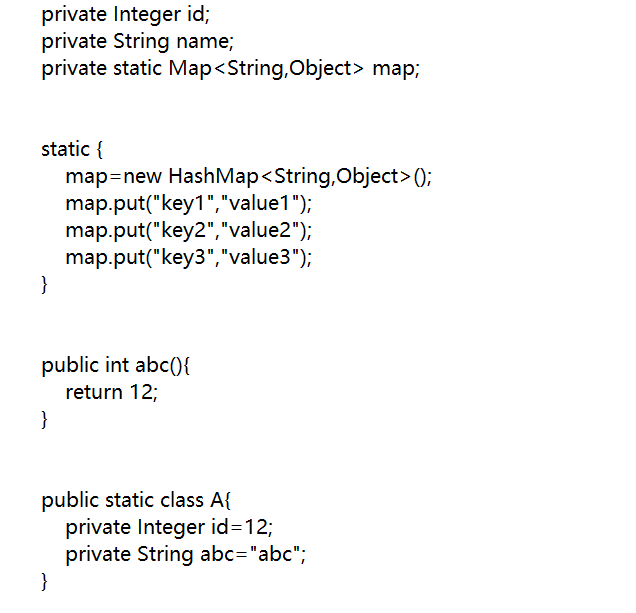 private Integer id;
private String name;
private static Map<String,Object> map;
static {
map=new HashMap<String,Object>();
map.put("key1","value1");
map.put("key2","value2");
map.put("key3","value3");
}
public int abc(){
return 12;
}
public static class A{
private Integer id=12;
private String abc="abc";
}